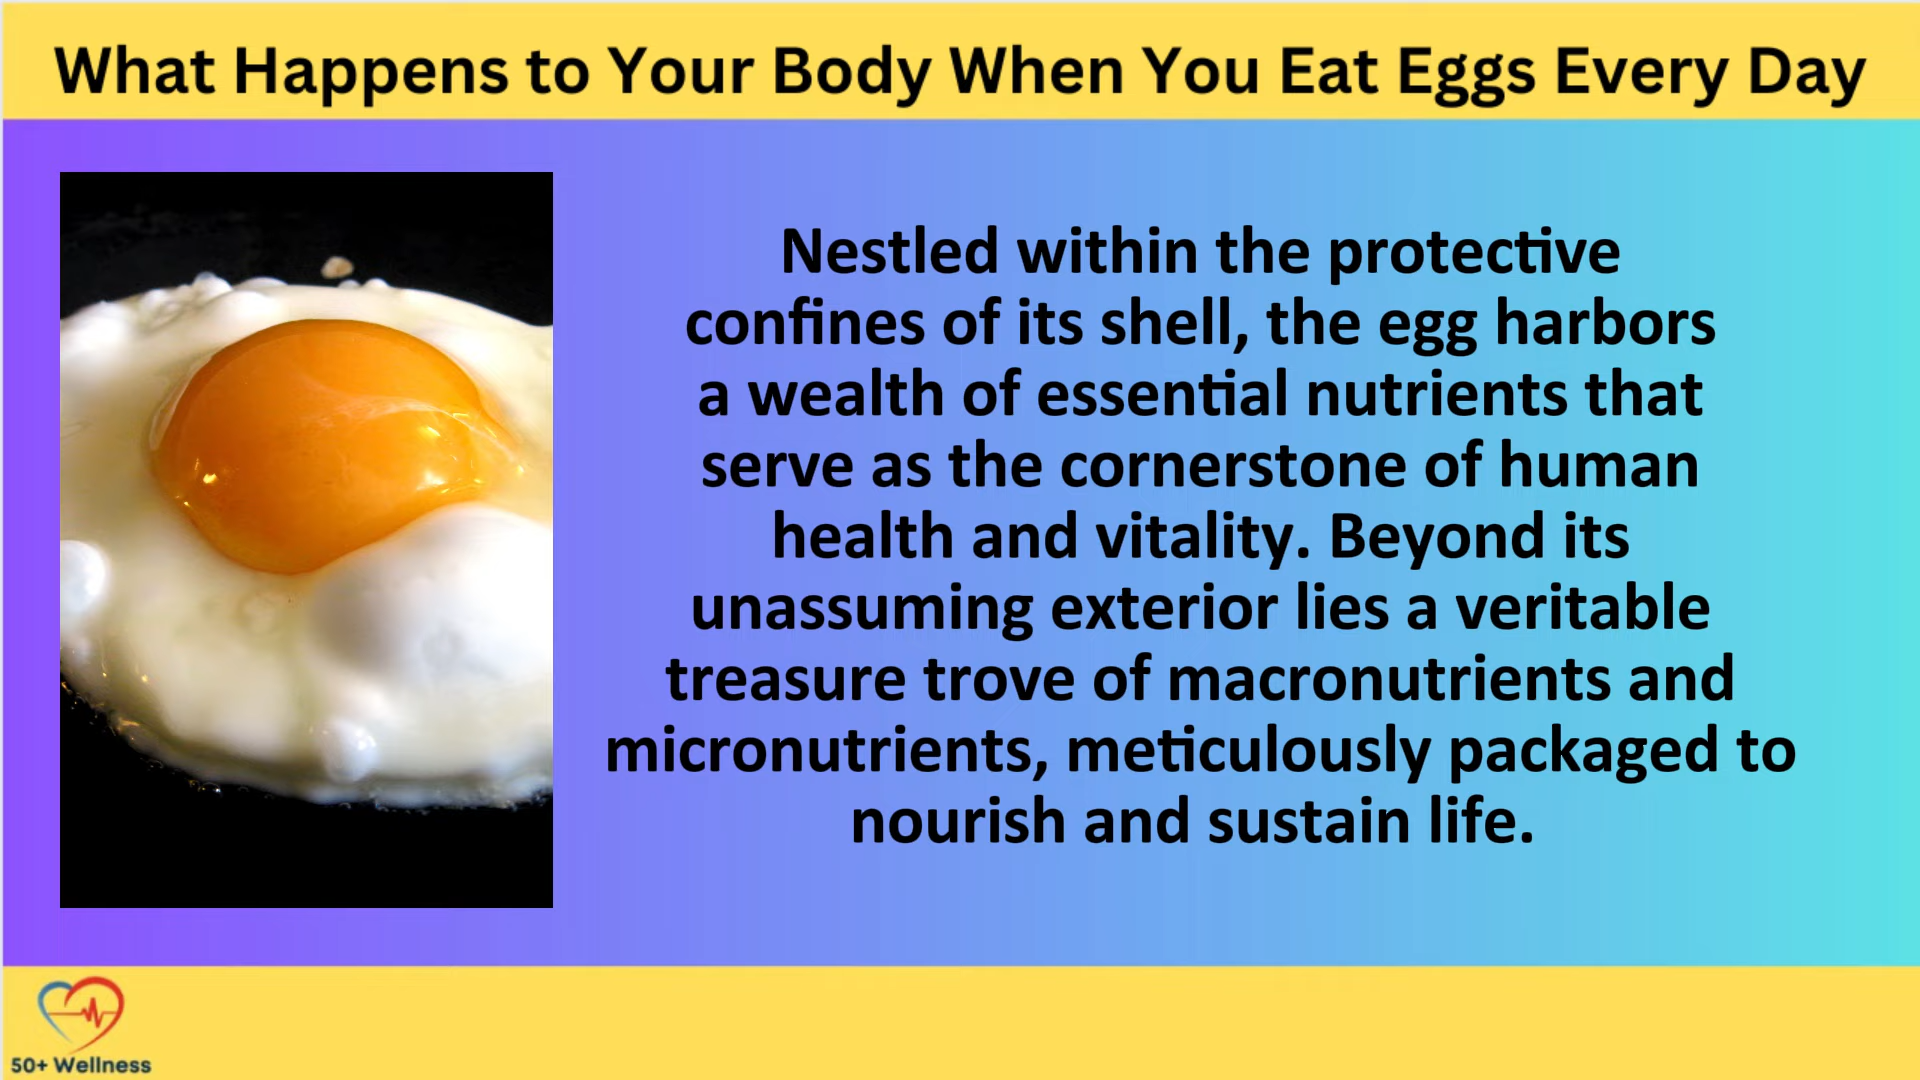 What Happens to Your Body When You Eat Eggs Every Day
Nestled within the protective
confines of its shell, the egg harbors
a wealth of essential nutrients that
serve as the cornerstone of human
health and vitality. Beyond its
unassuming exterior lies a veritable
treasure trove of macronutrients and
micronutrients, meticulously packaged to
nourish and sustain life.
50+ Wellness